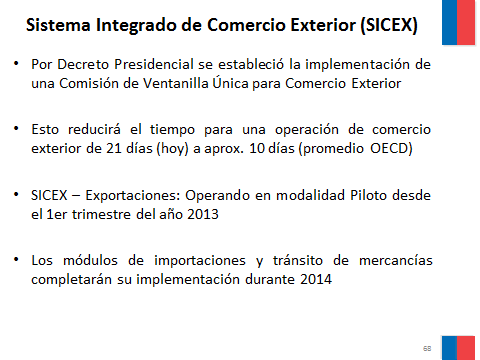 Sistema Integrado de Comercio Exterior (SICEX)
• Por Decreto Presidencial se estableció la implementación de
una Comisión de Ventanilla Única para Comercio Exterior
• Esto reducirá el tiempo para una operación de comercio
exterior de 21 días (hoy) a aprox. 10 días (promedio OECD)
• SICEX – Exportaciones: Operando en modalidad Piloto desde
el 1er trimestre del año 2013
• Los módulos de importaciones y tránsito de mercancías
completarán su implementación durante 2014
68